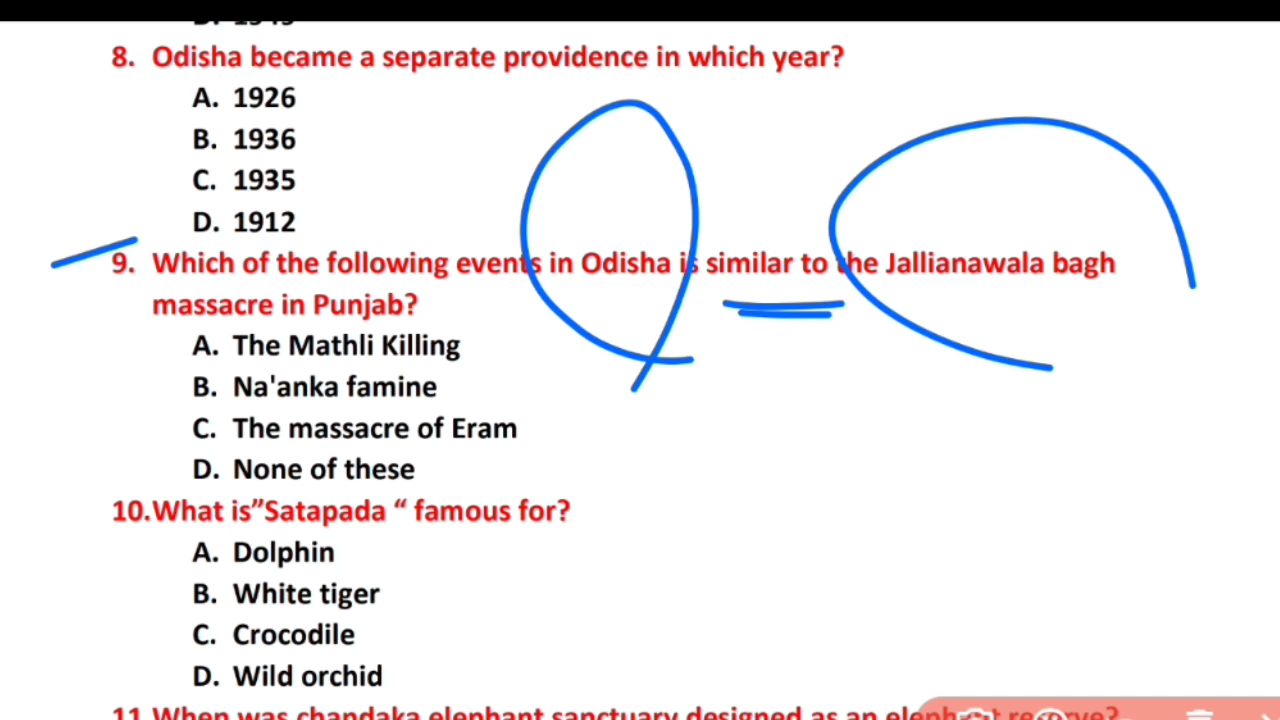 8. Odisha became a separate providence in which year?
A. 1926
B. 1936
C. 1935
D. 1912
9. Which of the following events in Odisha is similar to the Jallianawala bagh
massacre in Punjab?
A. The Mathli Killing
B. Na'anka famine
C. The massacre of Eram
D. None of these
10.What is”Satapada “ famous for?
A. Dolphin
B. White tiger
C. Crocodile
D. Wild orchid
11 When was chandaka elephant sanctuary designed as an elephant reserve?